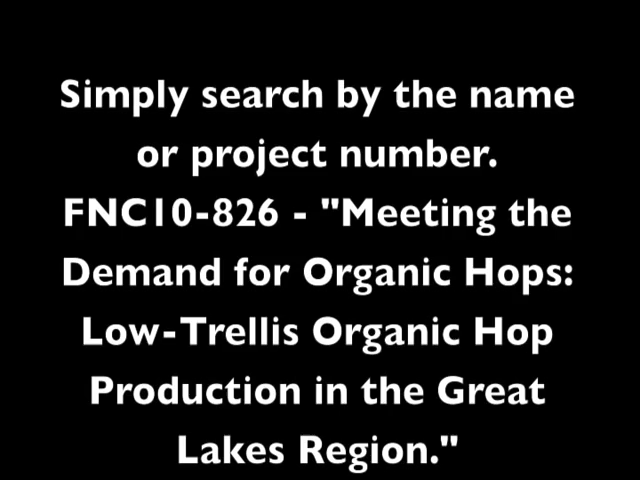 Simply search by the name
or project number.
FNC10-826 - "Meeting the
Demand for Organic Hops:
Low-Trellis Organic Hop
Production in the Great
Lakes Region."